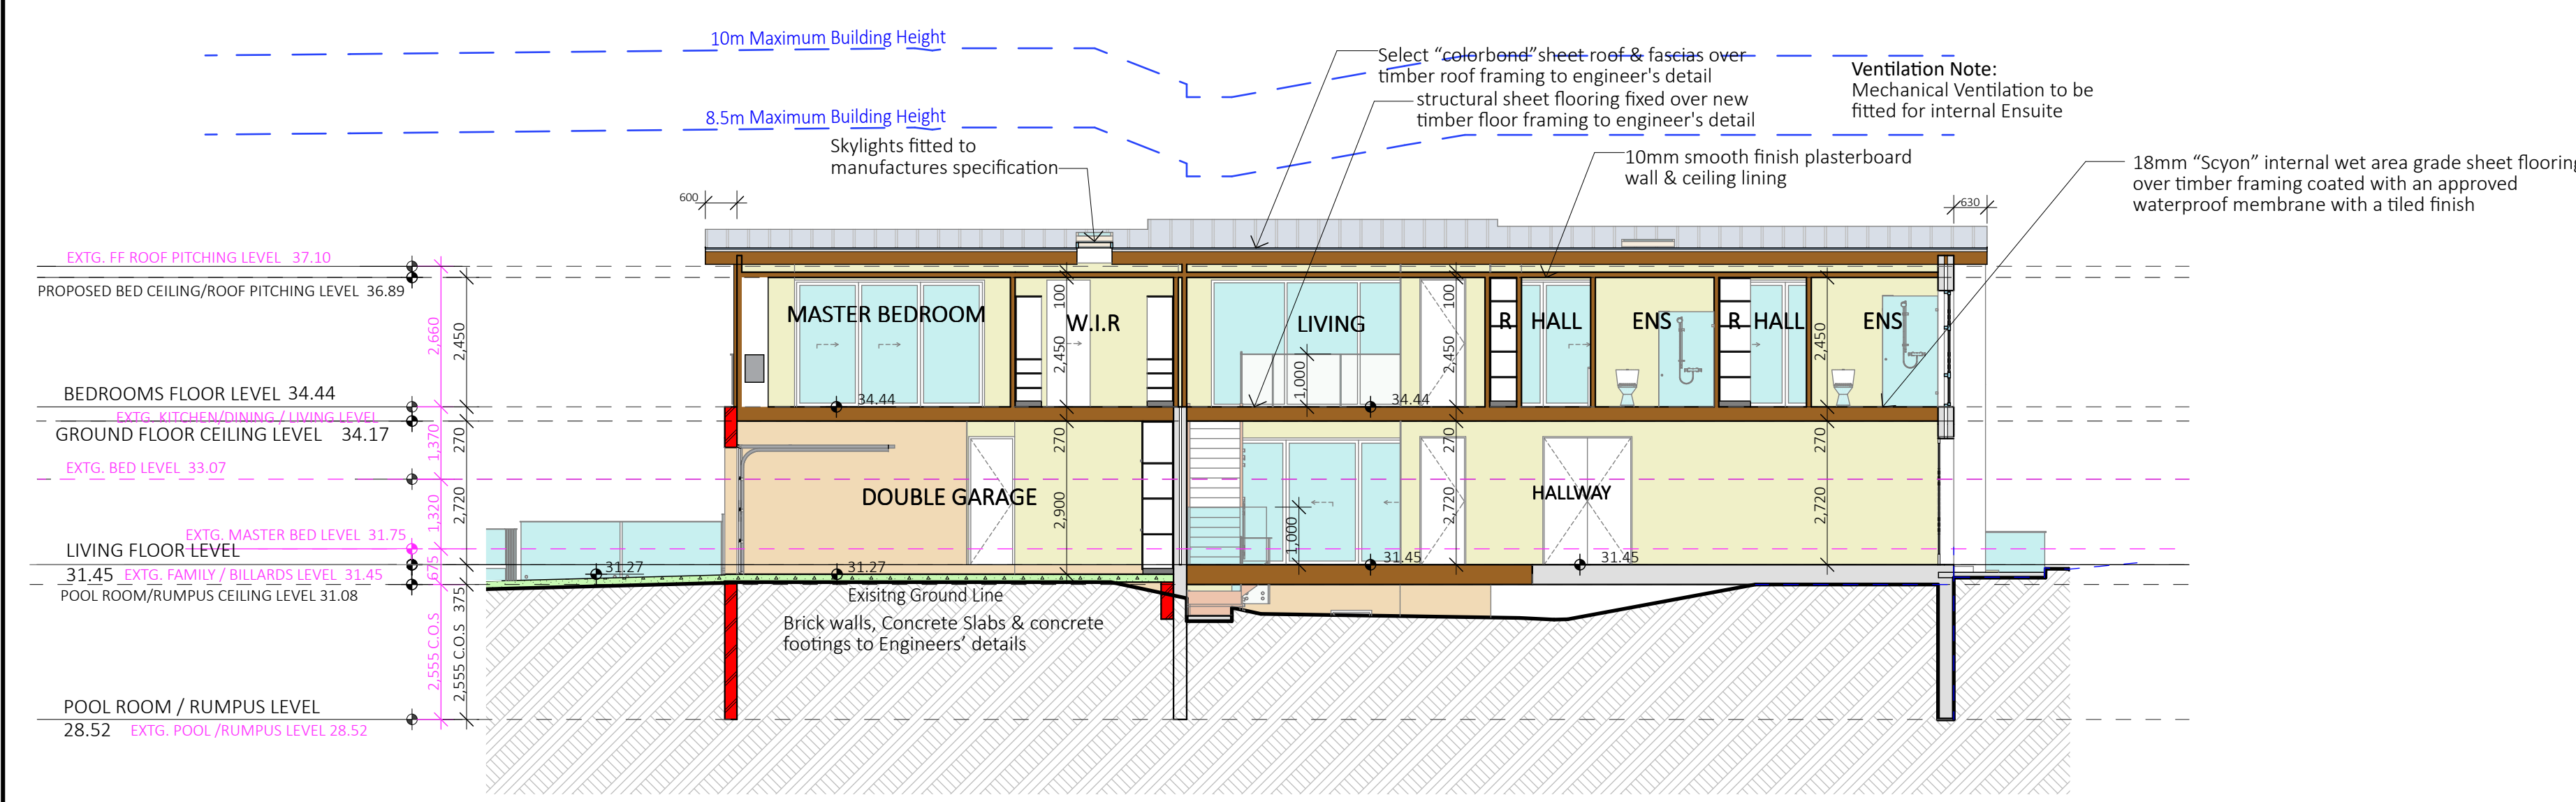 10m Maximum Building Height
Select “colorbond”sheet roof & fascias over
timber roof framing to engineer's detail
Ventilation Note:
Mechanical Ventilation to be
fitted for internal Ensuite
structural sheet flooring fixed over new
timber floor framing to engineer's detail
8.5m Maximum Building Height
Skylights fitted to
manufactures specification
10mm smooth finish plasterboard
wall & ceiling lining
18mm “Scyon” internal wet area grade sheet flooring
over timber framing coated with an approved
waterproof membrane with a tiled finish
600
630
EXTG. FF ROOF PITCHING LEVEL 37.10
PROPOSED BED CEILING/ROOF PITCHING LEVEL 36.89
2,660
2,450
MASTER BEDROOM
W.I.R
100
2,450
LIVING
1,000
100
2,450
R
HALL
ENS
R
HALL
2,450
ENS
BEDROOMS FLOOR LEVEL 34.44
34.44
34.44
EXTG. KITCHEN/DINING / LIVING LEVEL
GROUND FLOOR CEILING LEVEL 34.17
1,370
270
270
270
270
EXTG. BED LEVEL 33.07
1,320
2,720
DOUBLE GARAGE
2,900
1,000
2,720
HALLWAY
2,720
EXTG. MASTER BED LEVEL 31.75
LIVING FLOOR LEVEL
31.45 EXTG. FAMILY / BILLARDS LEVEL 31.45
675
31.27
31.27
31.45
31.45
POOL ROOM/RUMPUS CEILING LEVEL 31.08
375
Exisitng Ground Line
Brick walls, Concrete Slabs & concrete
footings to Engineers’ details
2,555 C.O.S
2,555 C.O.S
POOL ROOM / RUMPUS LEVEL
28.52 EXTG. POOL /RUMPUS LEVEL 28.52